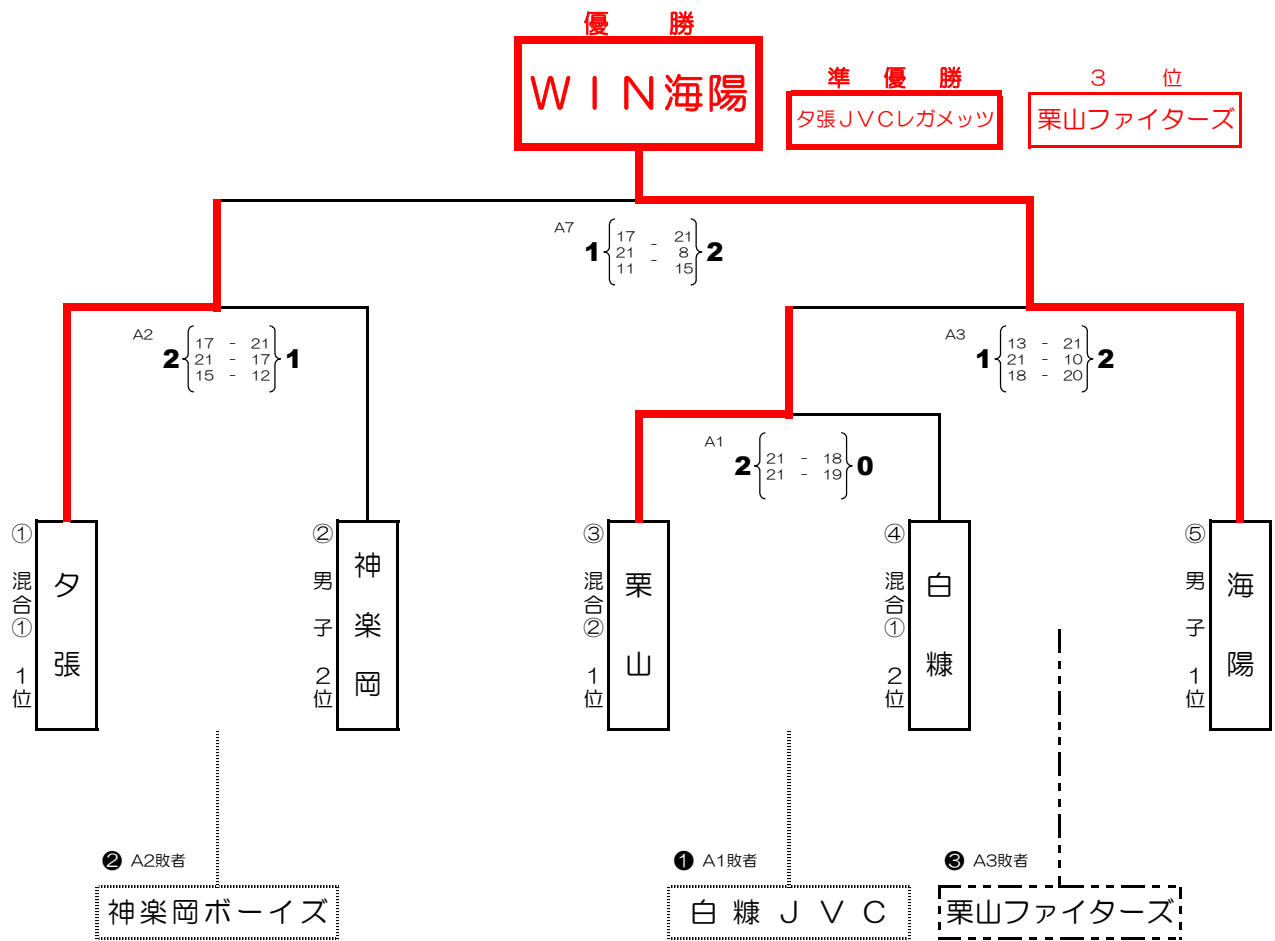 優　勝
ＷＩＮ海陽
準　優　勝
夕張ＪＶＣレガメッツ
３　位
栗山ファイターズ
A7
1 17 - 21 2
21 - 8
11 15
A2
2 17 - 21 1
21 - 17
15 - 12
A3
1 13 - 21 2
21 - 10
18 - 20
A1
2 21 - 18 0
21 - 19
① 混合① １位
夕張
② 男子 ２位
神楽岡
③ 混合② １位
栗山
④ 混合① ２位
白糠
⑤ 男子 １位
海陽
❷ A2敗者
神楽岡ボーイズ
❶ A1敗者
白糠ＪＶＣ
❸ A3敗者
栗山ファイターズ